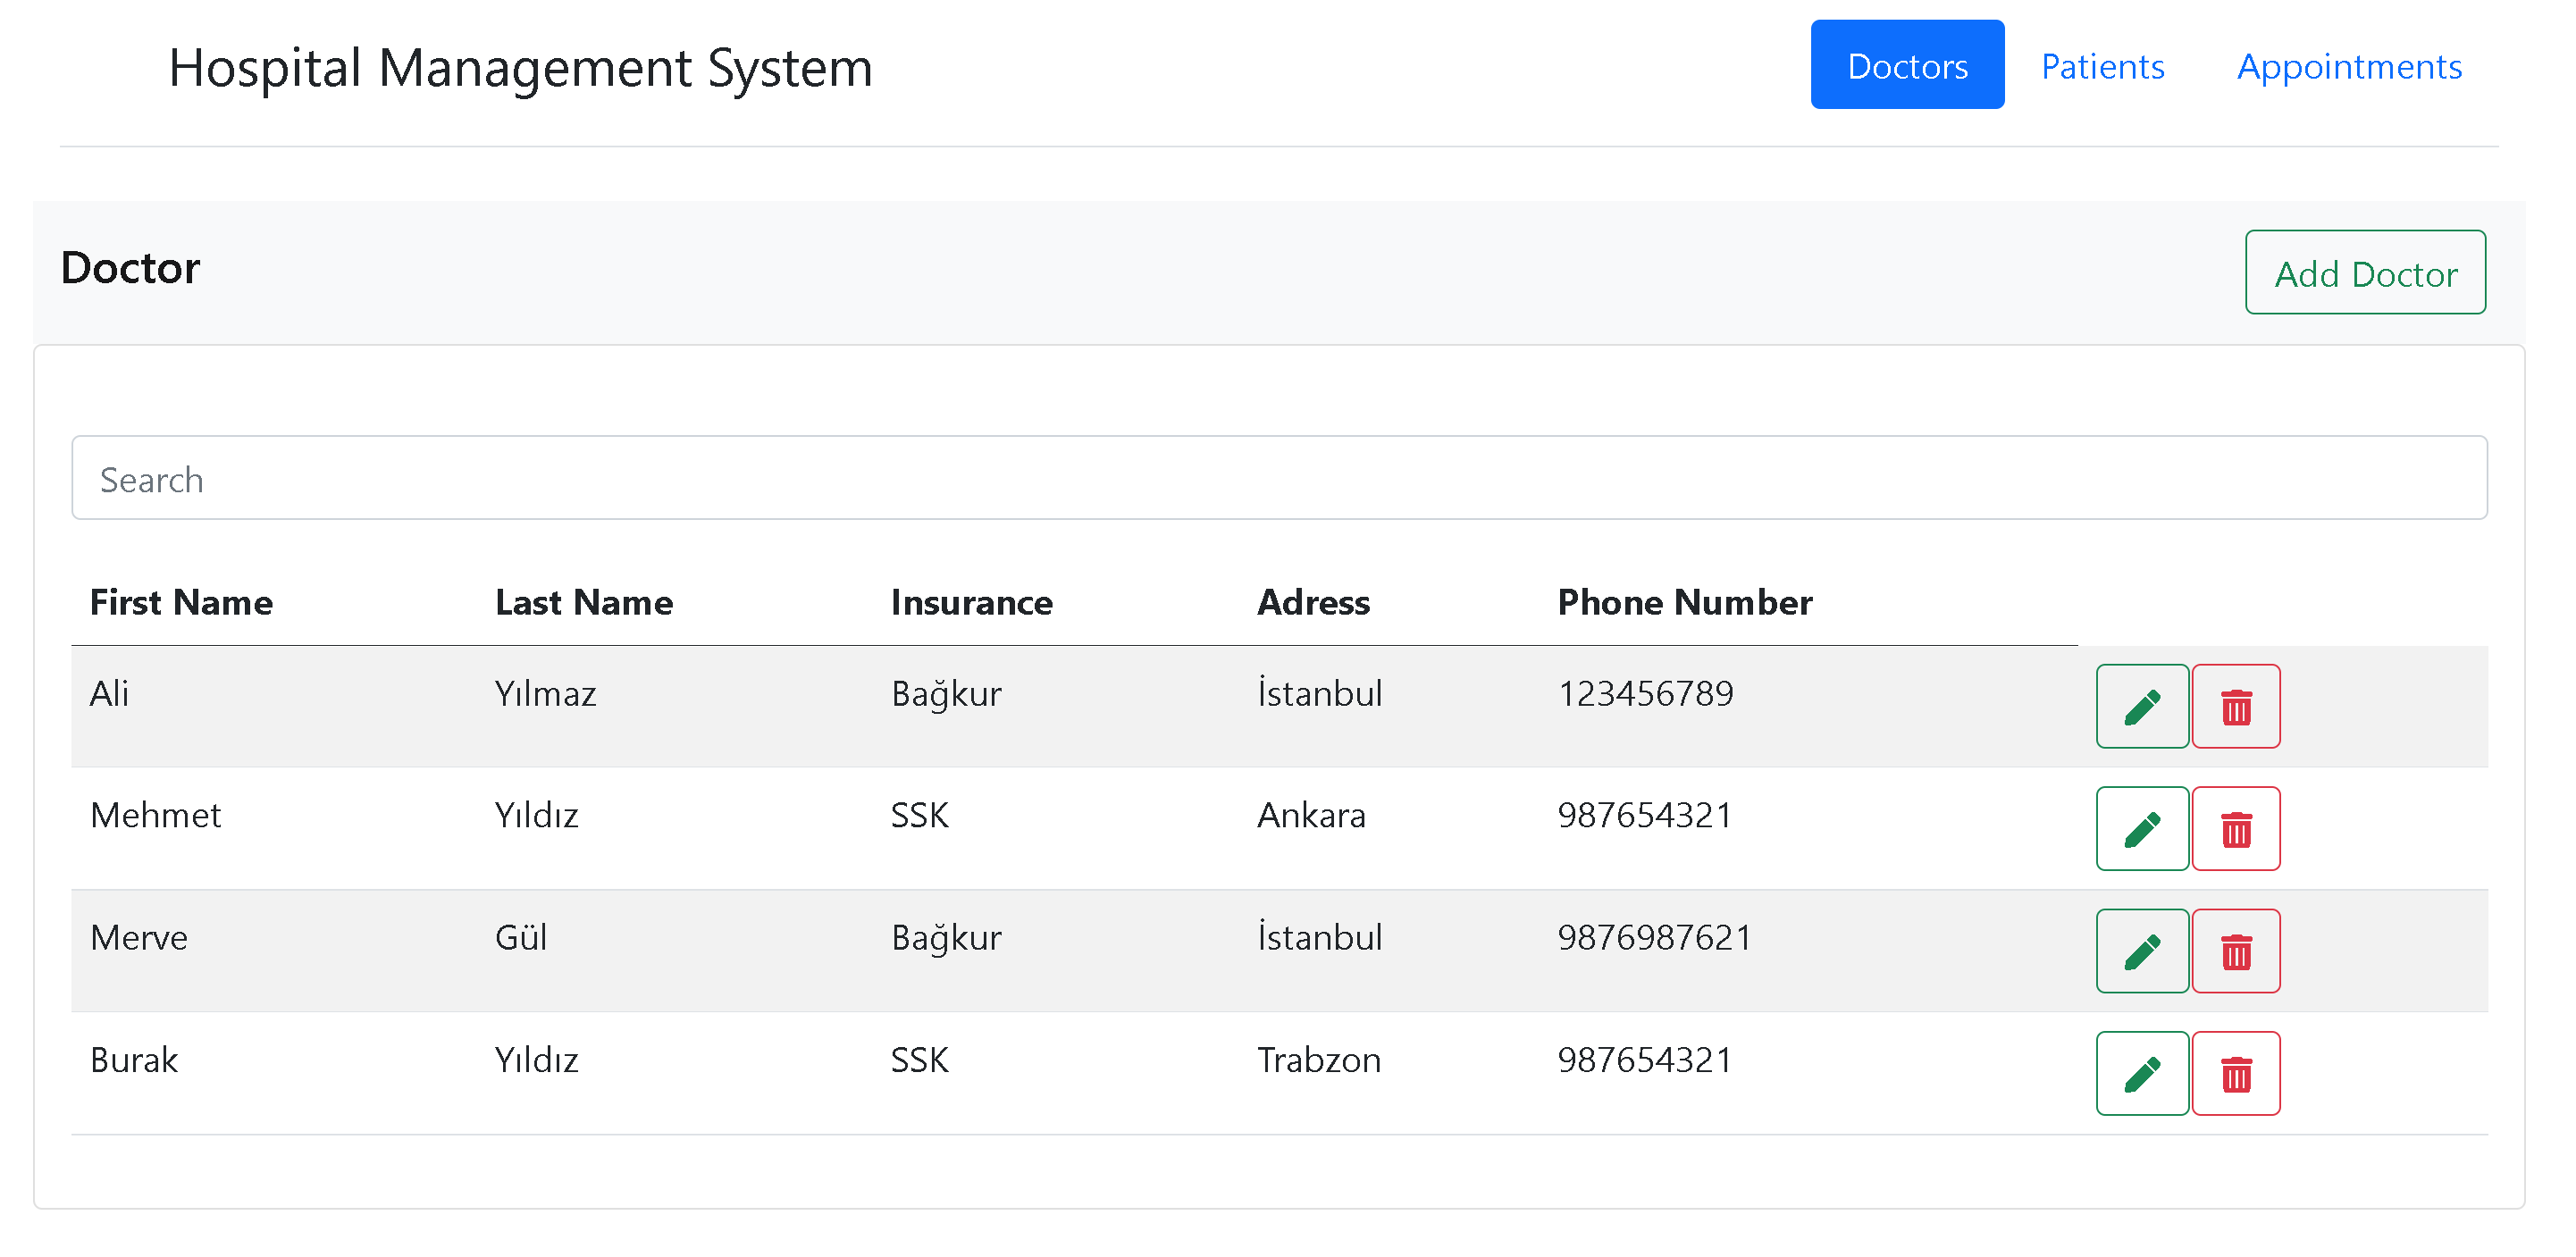 Hospital Management System Doctors Patients Appointments
Doctor Add Doctor
Search
First Name Last Name Insurance Adress Phone Number
Ali Yılmaz Bağkur İstanbul 123456789
Mehmet Yıldız SSK Ankara 987654321
Merve Gül Bağkur İstanbul 9876987621
Burak Yıldız SSK Trabzon 987654321